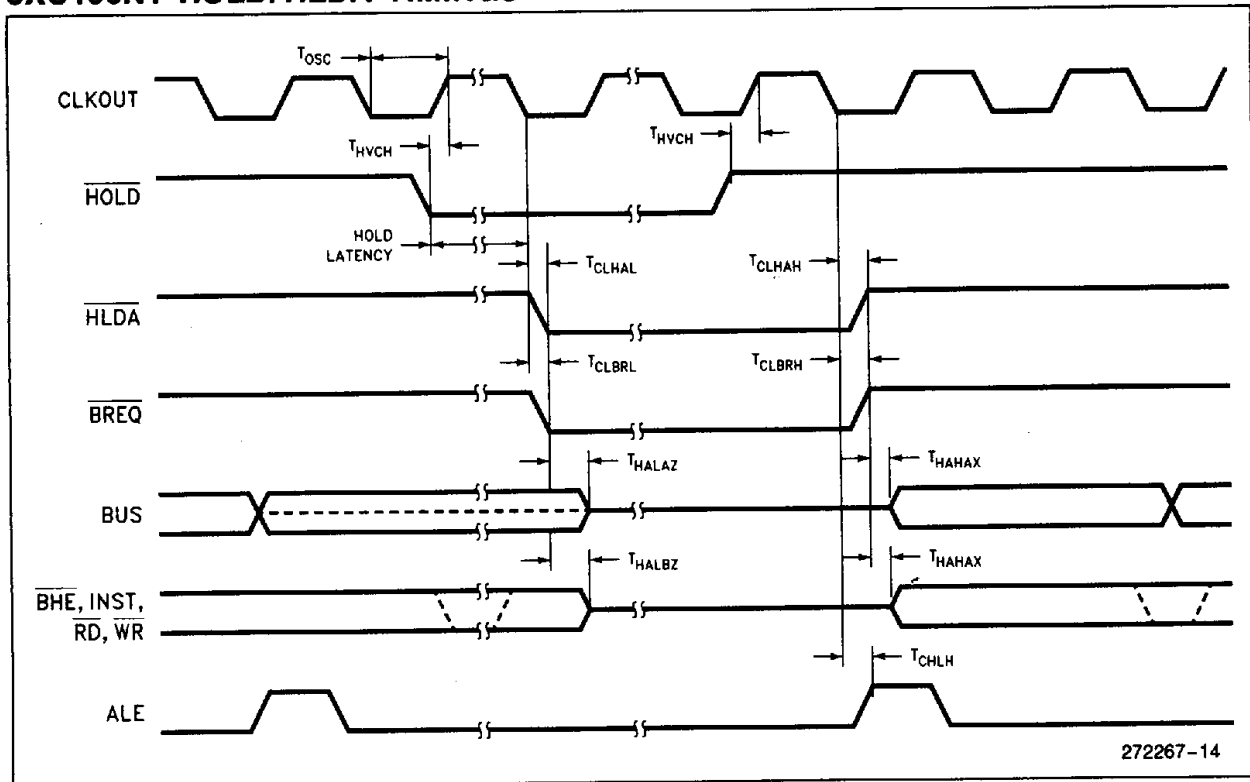 T_OSC
CLKOUT
T_HVCH
T_HVCH
HOLD
HOLD
LATENCY
T_CLHAL
T_CLHAH
HLDA
T_CLBRL
T_CLBRH
BREQ
T_HALAZ
T_HAHAX
BUS
T_HALBZ
T_HAHAX
BHE, INST,
RD, WR
T_CHLH
ALE
272267-14